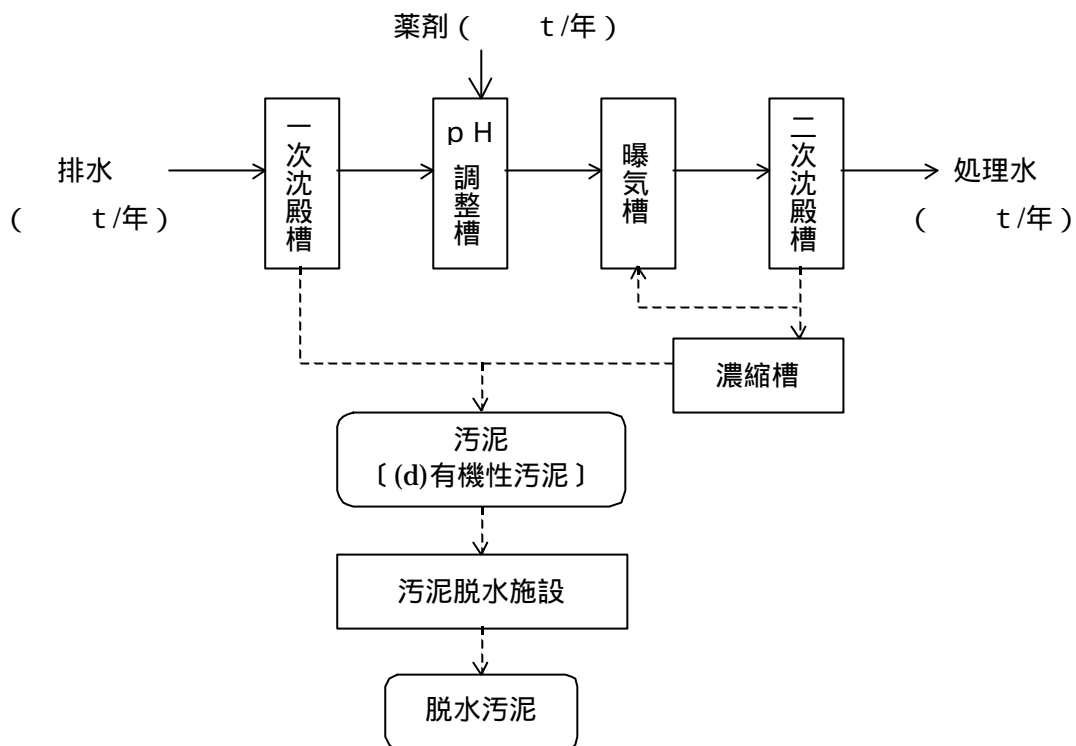 薬剤(　　ｔ/年)
一次沈殿槽
ｐＨ
調整槽
曝気槽
二次沈殿槽
排水
(　　ｔ/年)
処理水
(　　ｔ/年)
濃縮槽
汚泥
〔(d)有機性汚泥〕
汚泥脱水施設
脱水汚泥